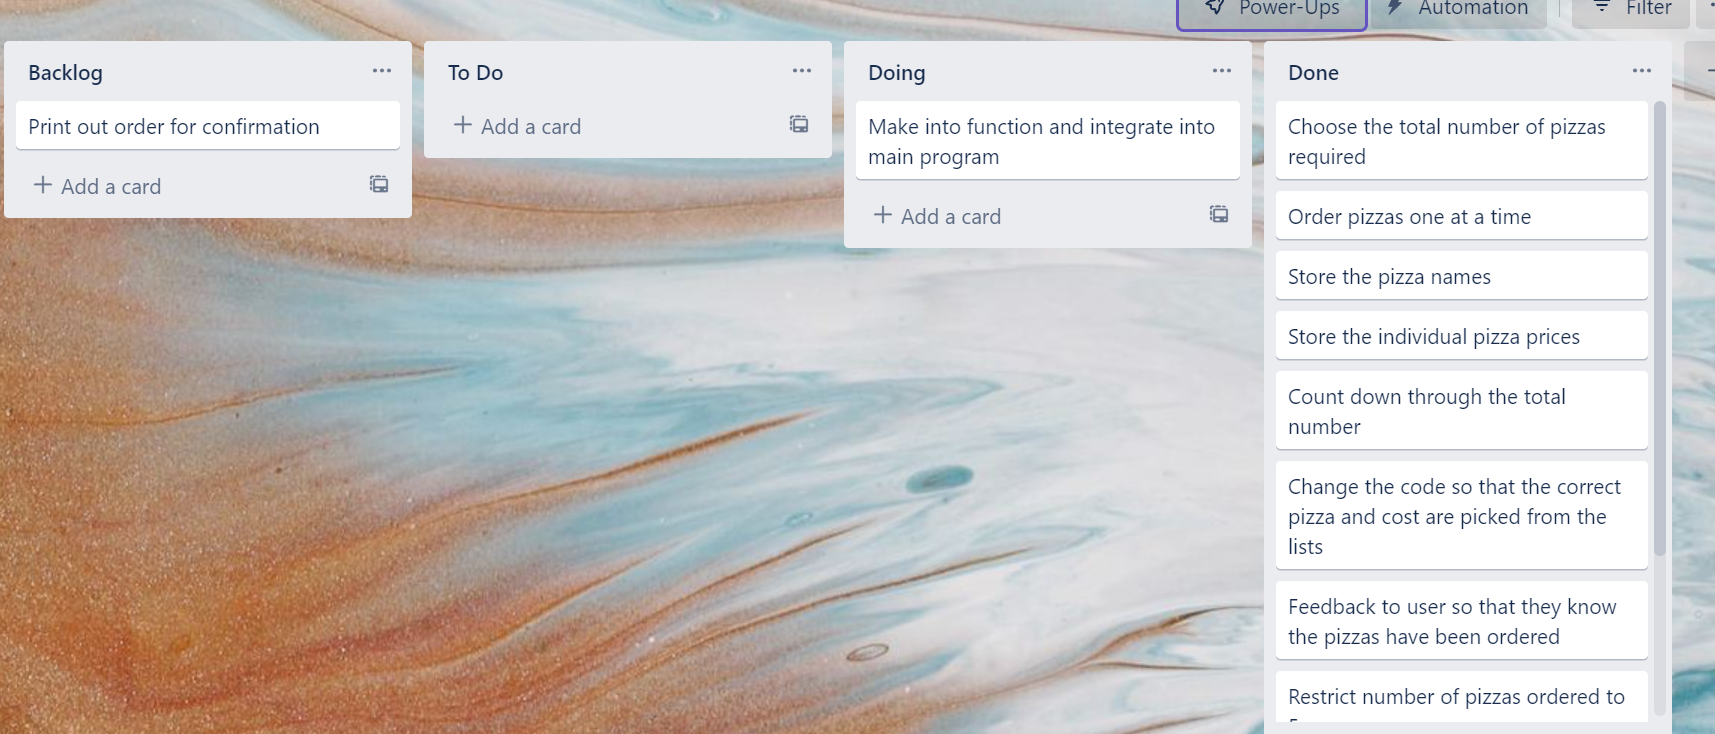 Power-Ups
Automation
Filter
Backlog
Print out order for confirmation
Add a card
To Do
Add a card
Doing
Make into function and integrate into
main program
Add a card
Done
Choose the total number of pizzas
required
Order pizzas one at a time
Store the pizza names
Store the individual pizza prices
Count down through the total
number
Change the code so that the correct
pizza and cost are picked from the
lists
Feedback to user so that they know
the pizzas have been ordered
Restrict number of pizzas ordered to